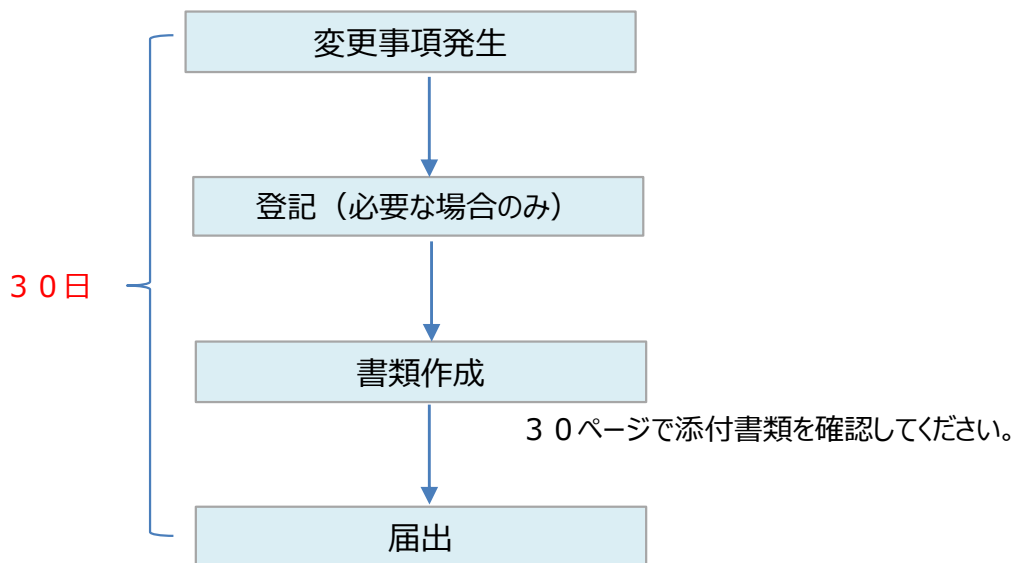 変更事項発生
登記（必要な場合のみ）
３０日
書類作成
３０ページで添付書類を確認してください。
届出